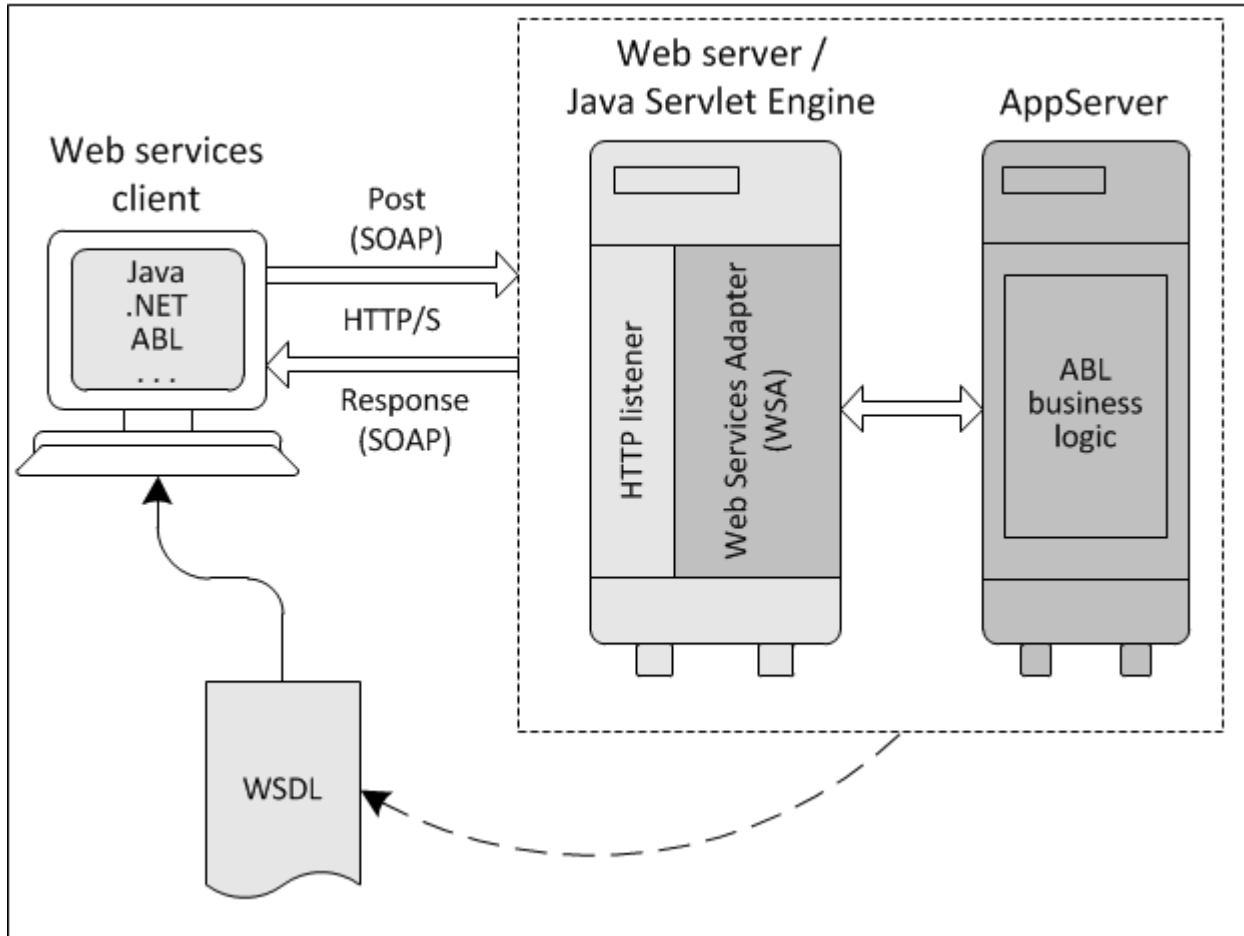 Web server /
Java Servlet Engine
AppServer
Web services
client
Post
(SOAP)
Java
.NET
ABL
. . .
HTTP/S
Response
(SOAP)
HTTP listener
Web Services Adapter
(WSA)
ABL
business
logic
WSDL